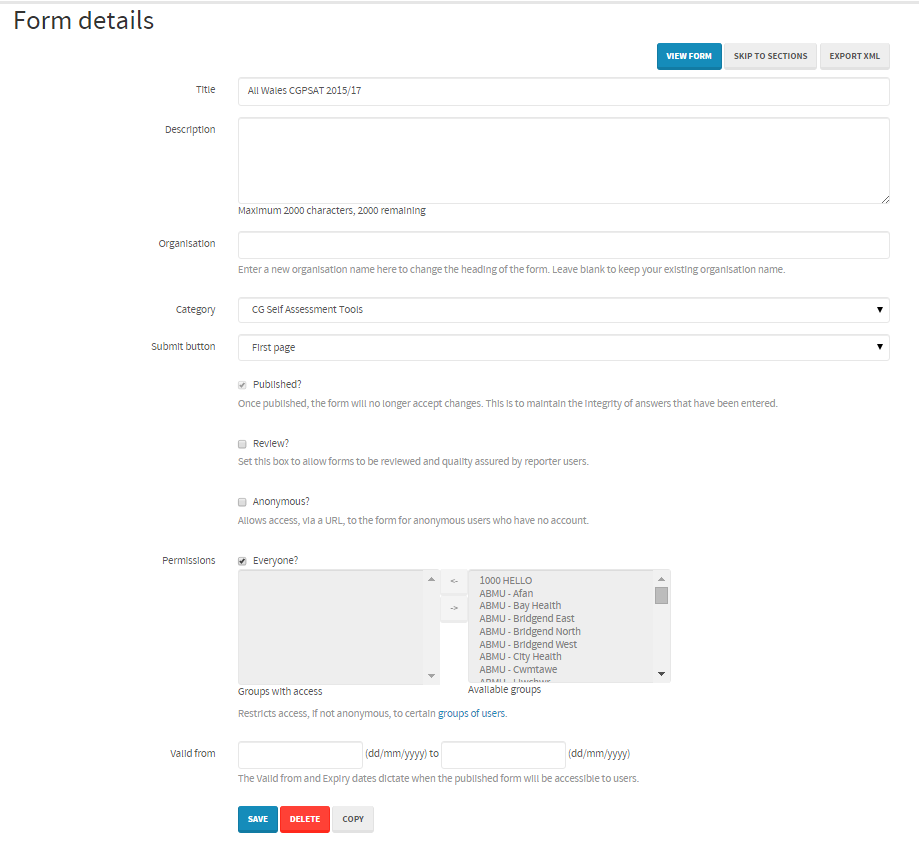 Form details
VIEW FORM SKIP TO SECTIONS EXPORT XML
Title All Wales CGPSAT 2015/17
Description
Maximum 2000 characters, 2000 remaining
Organisation
Enter a new organisation name here to change the heading of the form. Leave blank to keep your existing organisation name.
Category CG Self Assessment Tools
Submit button First page
Published?
Once published, the form will no longer accept changes. This is to maintain the integrity of answers that have been entered.
Review?
Set this box to allow forms to be reviewed and quality assured by reporter users.
Anonymous?
Allows access, via a URL, to the form for anonymous users who have no account.
Permissions Everyone?
<- 1000 HELLO
ABMU - Afan
ABMU - Bay Health
-> ABMU - Bridgend East
ABMU - Bridgend North
ABMU - Bridgend West
ABMU - City Health
ABMU - Cwmtawe
ABMU - Llwchwr
Groups with access Available groups
Restricts access, if not anonymous, to certain groups of users.
Valid from (dd/mm/yyyy) to (dd/mm/yyyy)
The Valid from and Expiry dates dictate when the published form will be accessible to users.
SAVE DELETE COPY